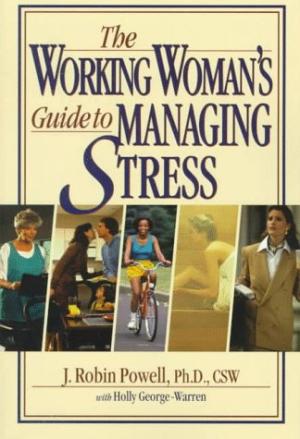 The
WORKING WOMAN'S
Guide to MANAGING
STRESS
J. Robin Powell, PH.D., CSW
with Holly George-Warren